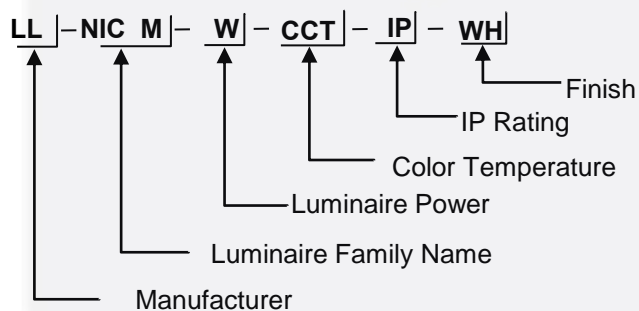 LL – NIC M – W – CCT – IP – WH
Finish
IP Rating
Color Temperature
Luminaire Power
Luminaire Family Name
Manufacturer